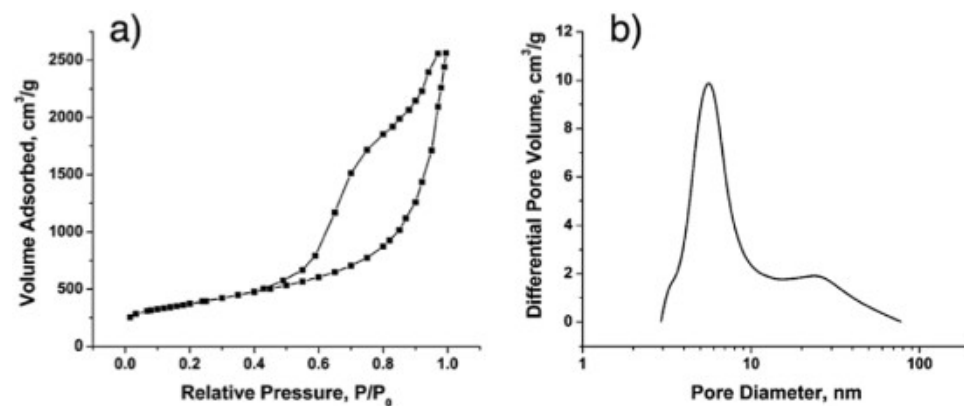 a)
Volume Adsorbed, cm³/g
2500
2000
1500
1000
500
0
0.0 0.2 0.4 0.6 0.8 1.0
Relative Pressure, P/P₀
b)
Differential Pore Volume, cm³/g
12
10
8
6
4
2
0
1 10 100
Pore Diameter, nm